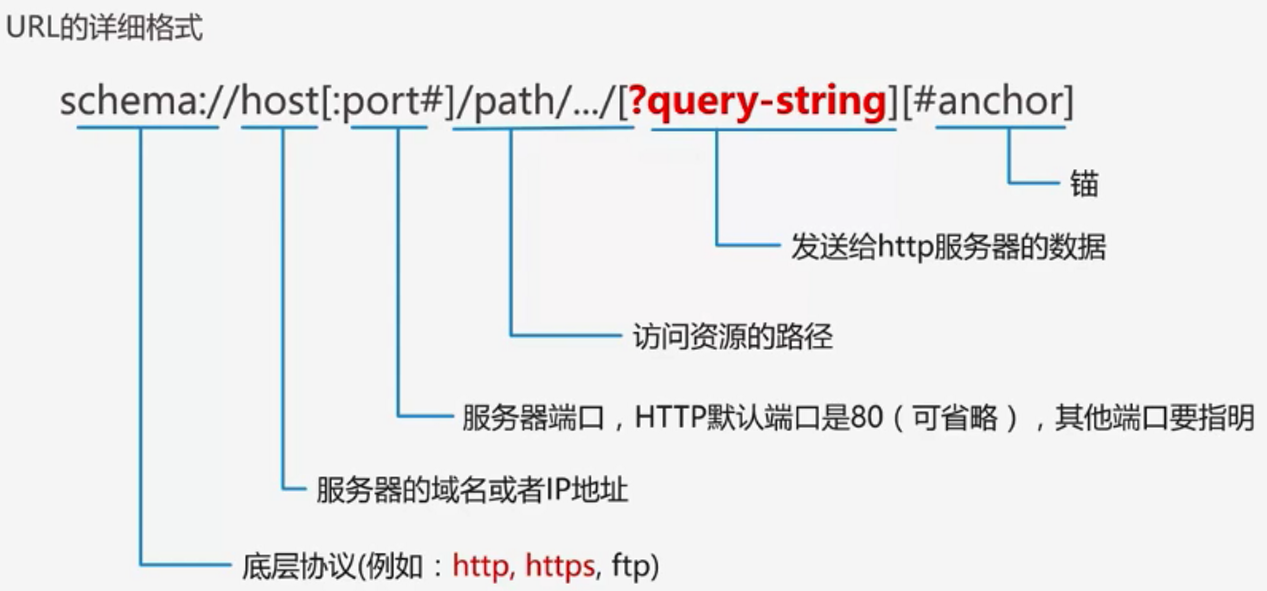 URL的详细格式
schema://host[:port#]/path/.../[?query-string][#anchor]
锚
发送给http服务器的数据
访问资源的路径
服务器端口，HTTP默认端口是80（可省略），其他端口要指明
服务器的域名或者IP地址
底层协议(例如：http, https, ftp)